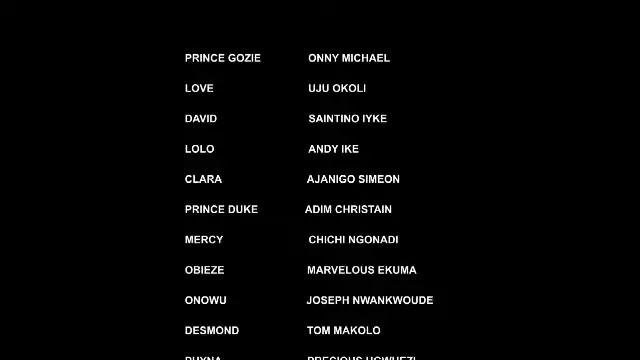 PRINCE GOZIE ONNY MICHAEL
LOVE UJU OKOLI
DAVID SAINTINO IYKE
LOLO ANDY IKE
CLARA AJANIGO SIMEON
PRINCE DUKE ADIM CHRISTAIN
MERCY CHICHI NGONADI
OBIEZE MARVELOUS EKUMA
ONOWU JOSEPH NWANKWOUDE
DESMOND TOM MAKOLO
PRECIOUS